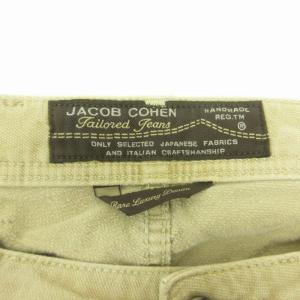 JACOB COHEN
HANDMADE
REG.TM
Tailored Jeans
®
ONLY SELECTED JAPANESE FABRICS
AND ITALIAN CRAFTSMANSHIP
Rare Luxury Denim